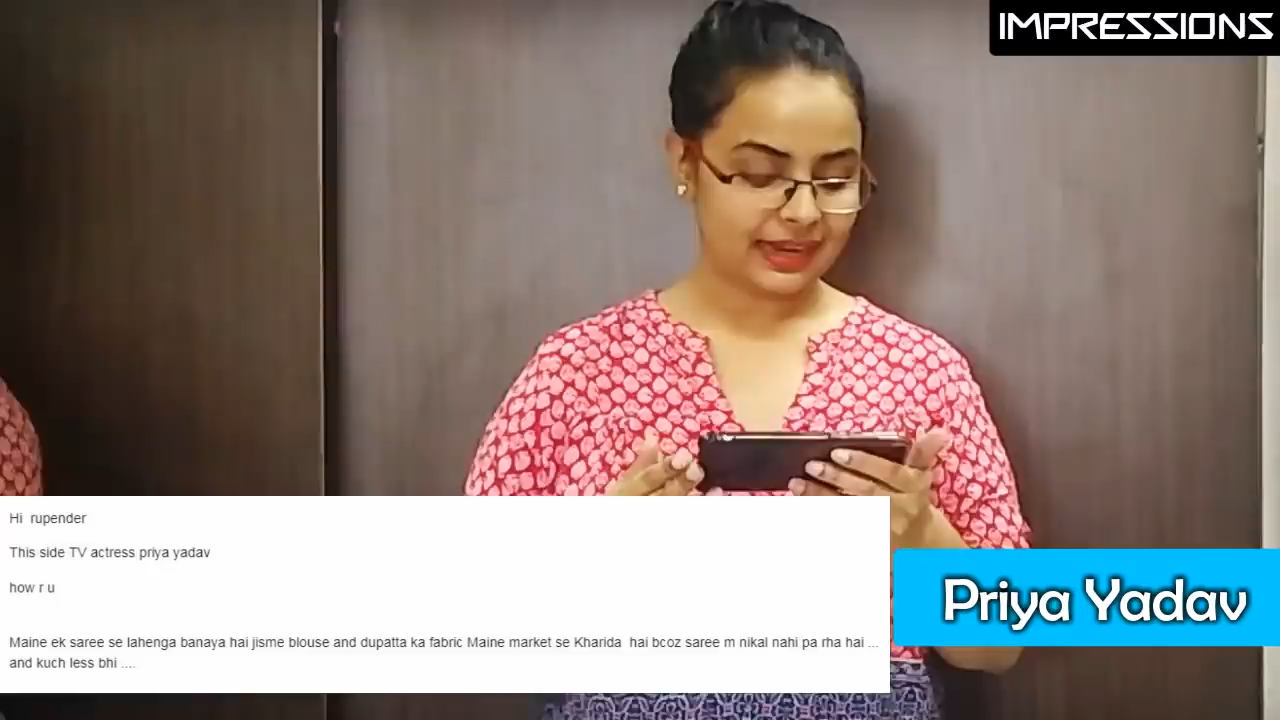 IMPRESSIONS
Hi rupender
This side TV actress priya yadav
how r u
Maine ek saree se lahenga banaya hai jisme blouse and dupatta ka fabric Maine market se Kharida hai bcoz saree m nikal nahi pa rha hai ...
and kuch less bhi ....
Priya Yadav